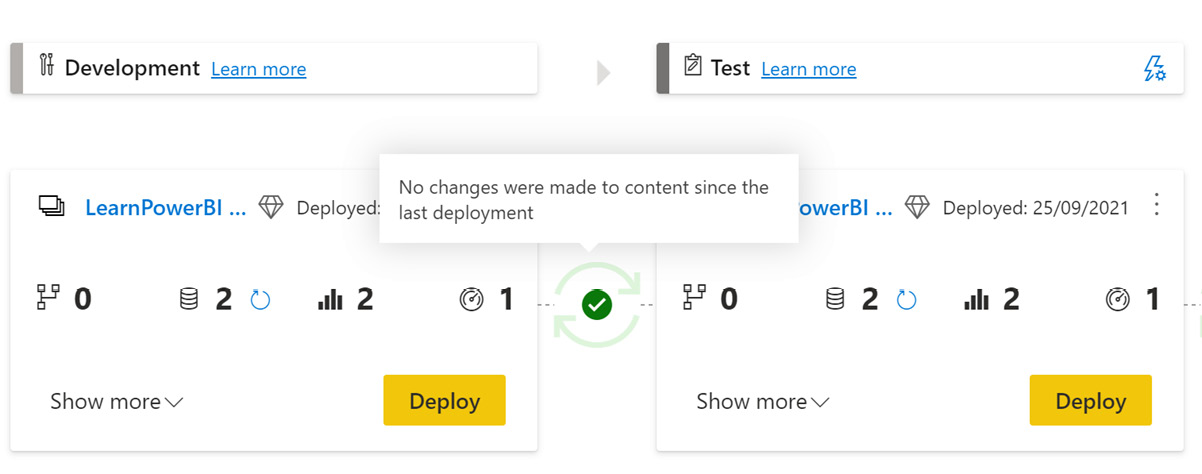 Development Learn more
Test Learn more
No changes were made to content since the
last deployment
LearnPowerBI ... Deployed:
owerBI ... Deployed: 25/09/2021
0 2 2 1
0 2 2 1
Show more Deploy
Show more Deploy